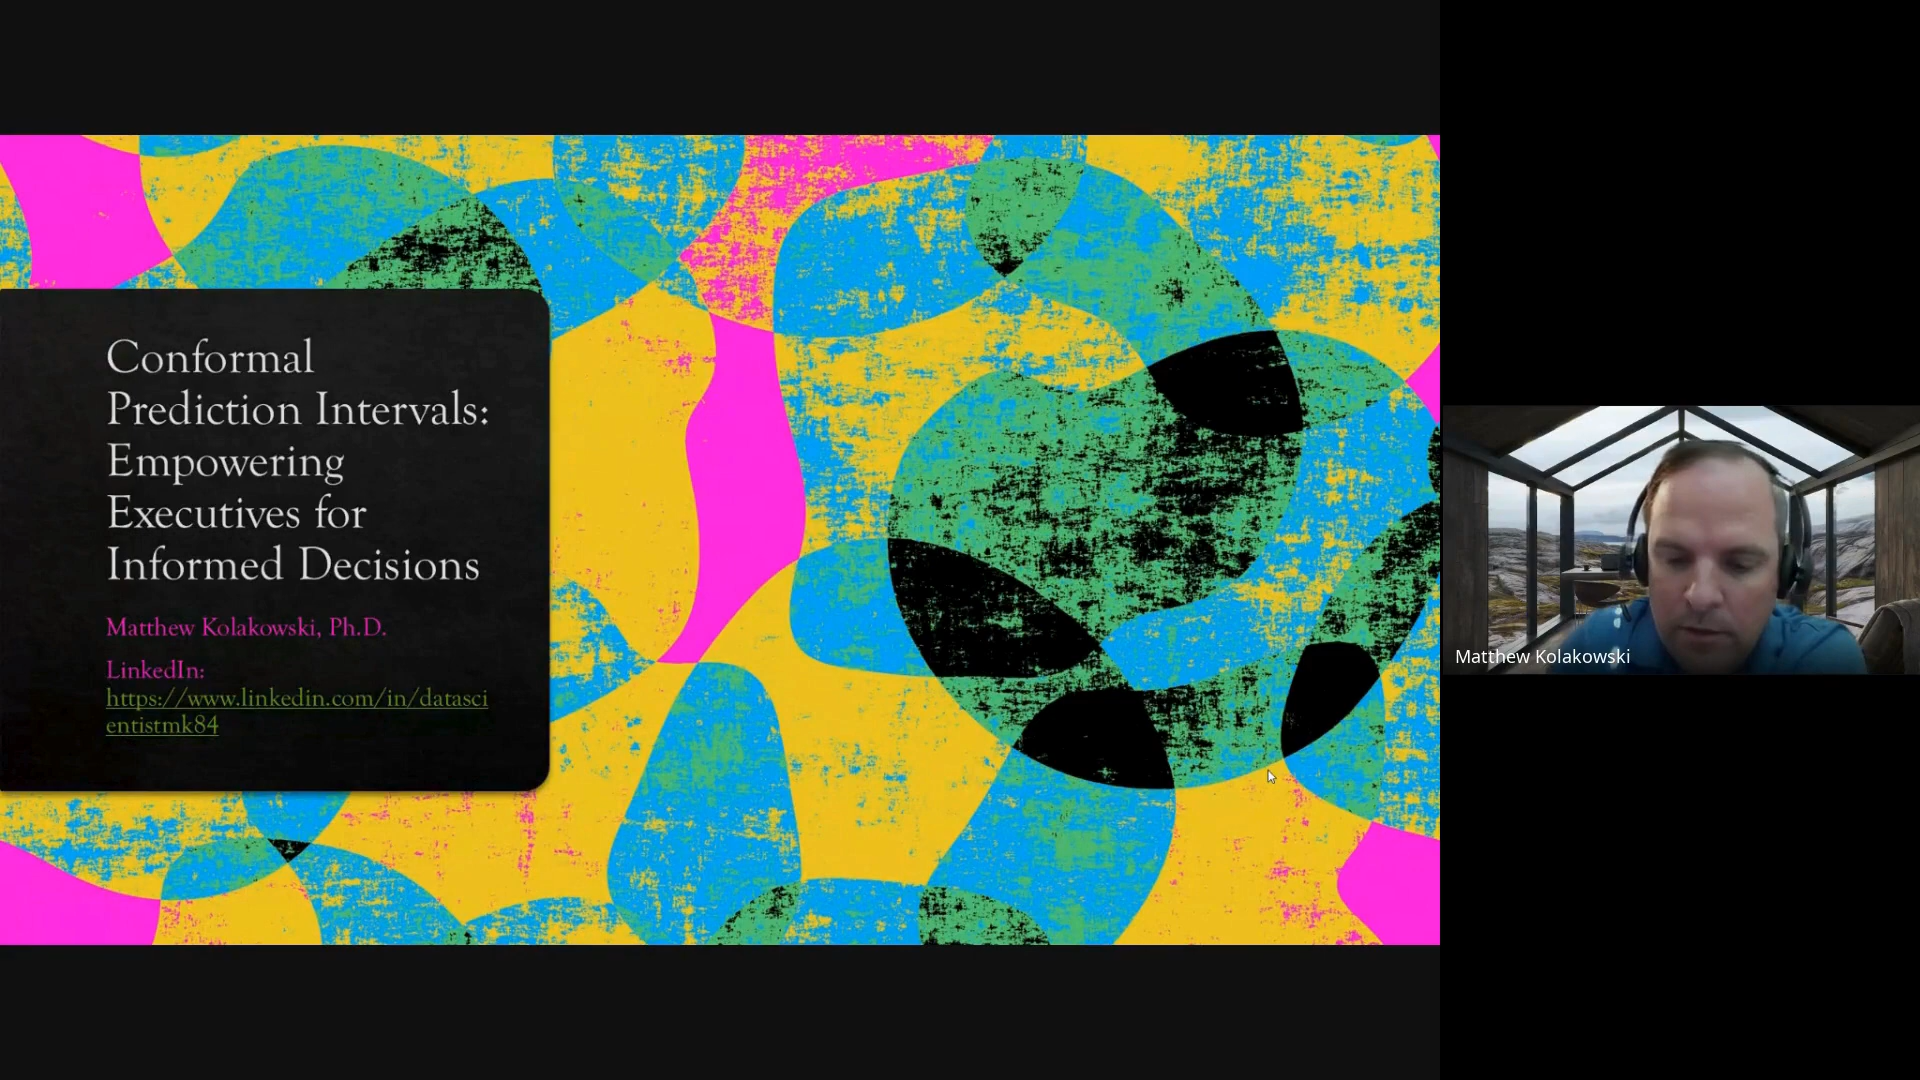 Conformal
Prediction Intervals:
Empowering
Executives for
Informed Decisions
Matthew Kolakowski, Ph.D.
LinkedIn:
https://www.linkedin.com/in/datasci
entistmk84
Matthew Kolakowski